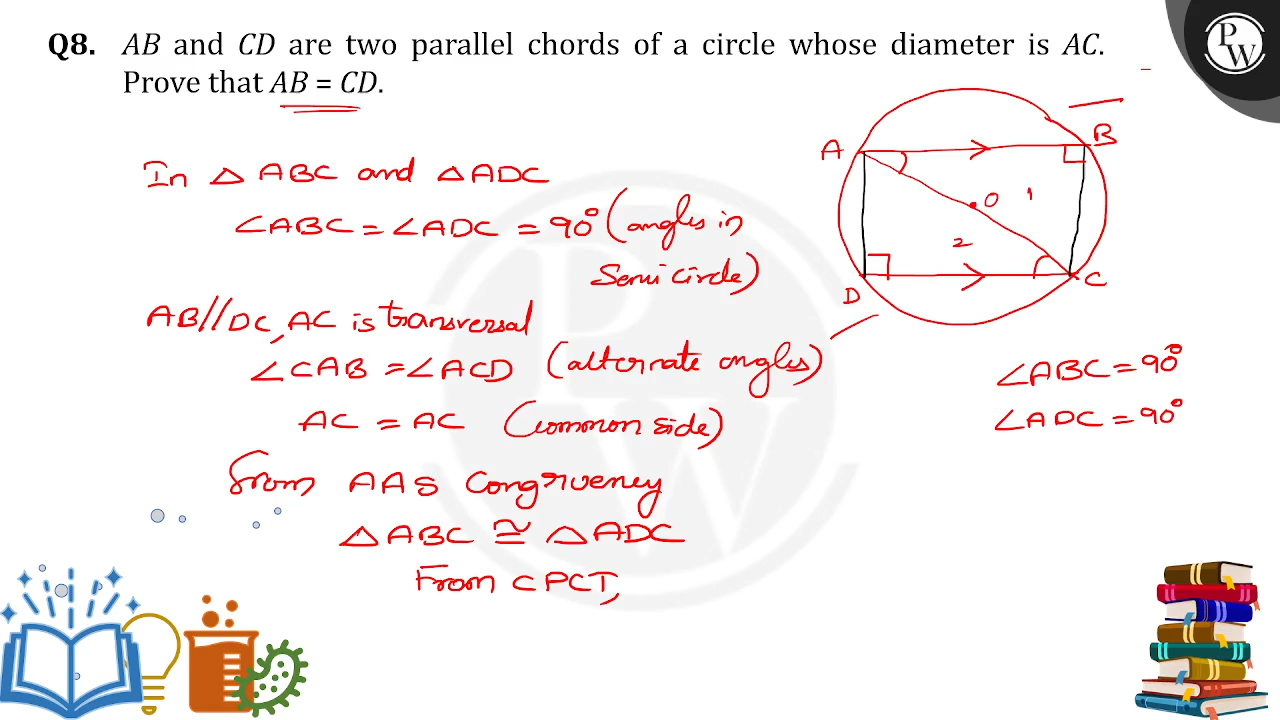 Q8. AB and CD are two parallel chords of a circle whose diameter is AC.
Prove that AB = CD.
In △ ABC and △ ADC
∠ABC = ∠ADC = 90° (angles in
Semi circle)
AB//DC, AC is transversal
∠CAB = ∠ACD (alternate angles)
AC = AC (common side)
From AAS Congruency
△ ABC ≅ △ ADC
From CPCT,
A
B
O
1
2
D
C
∠ABC = 90°
∠ADC = 90°
P
W
PW